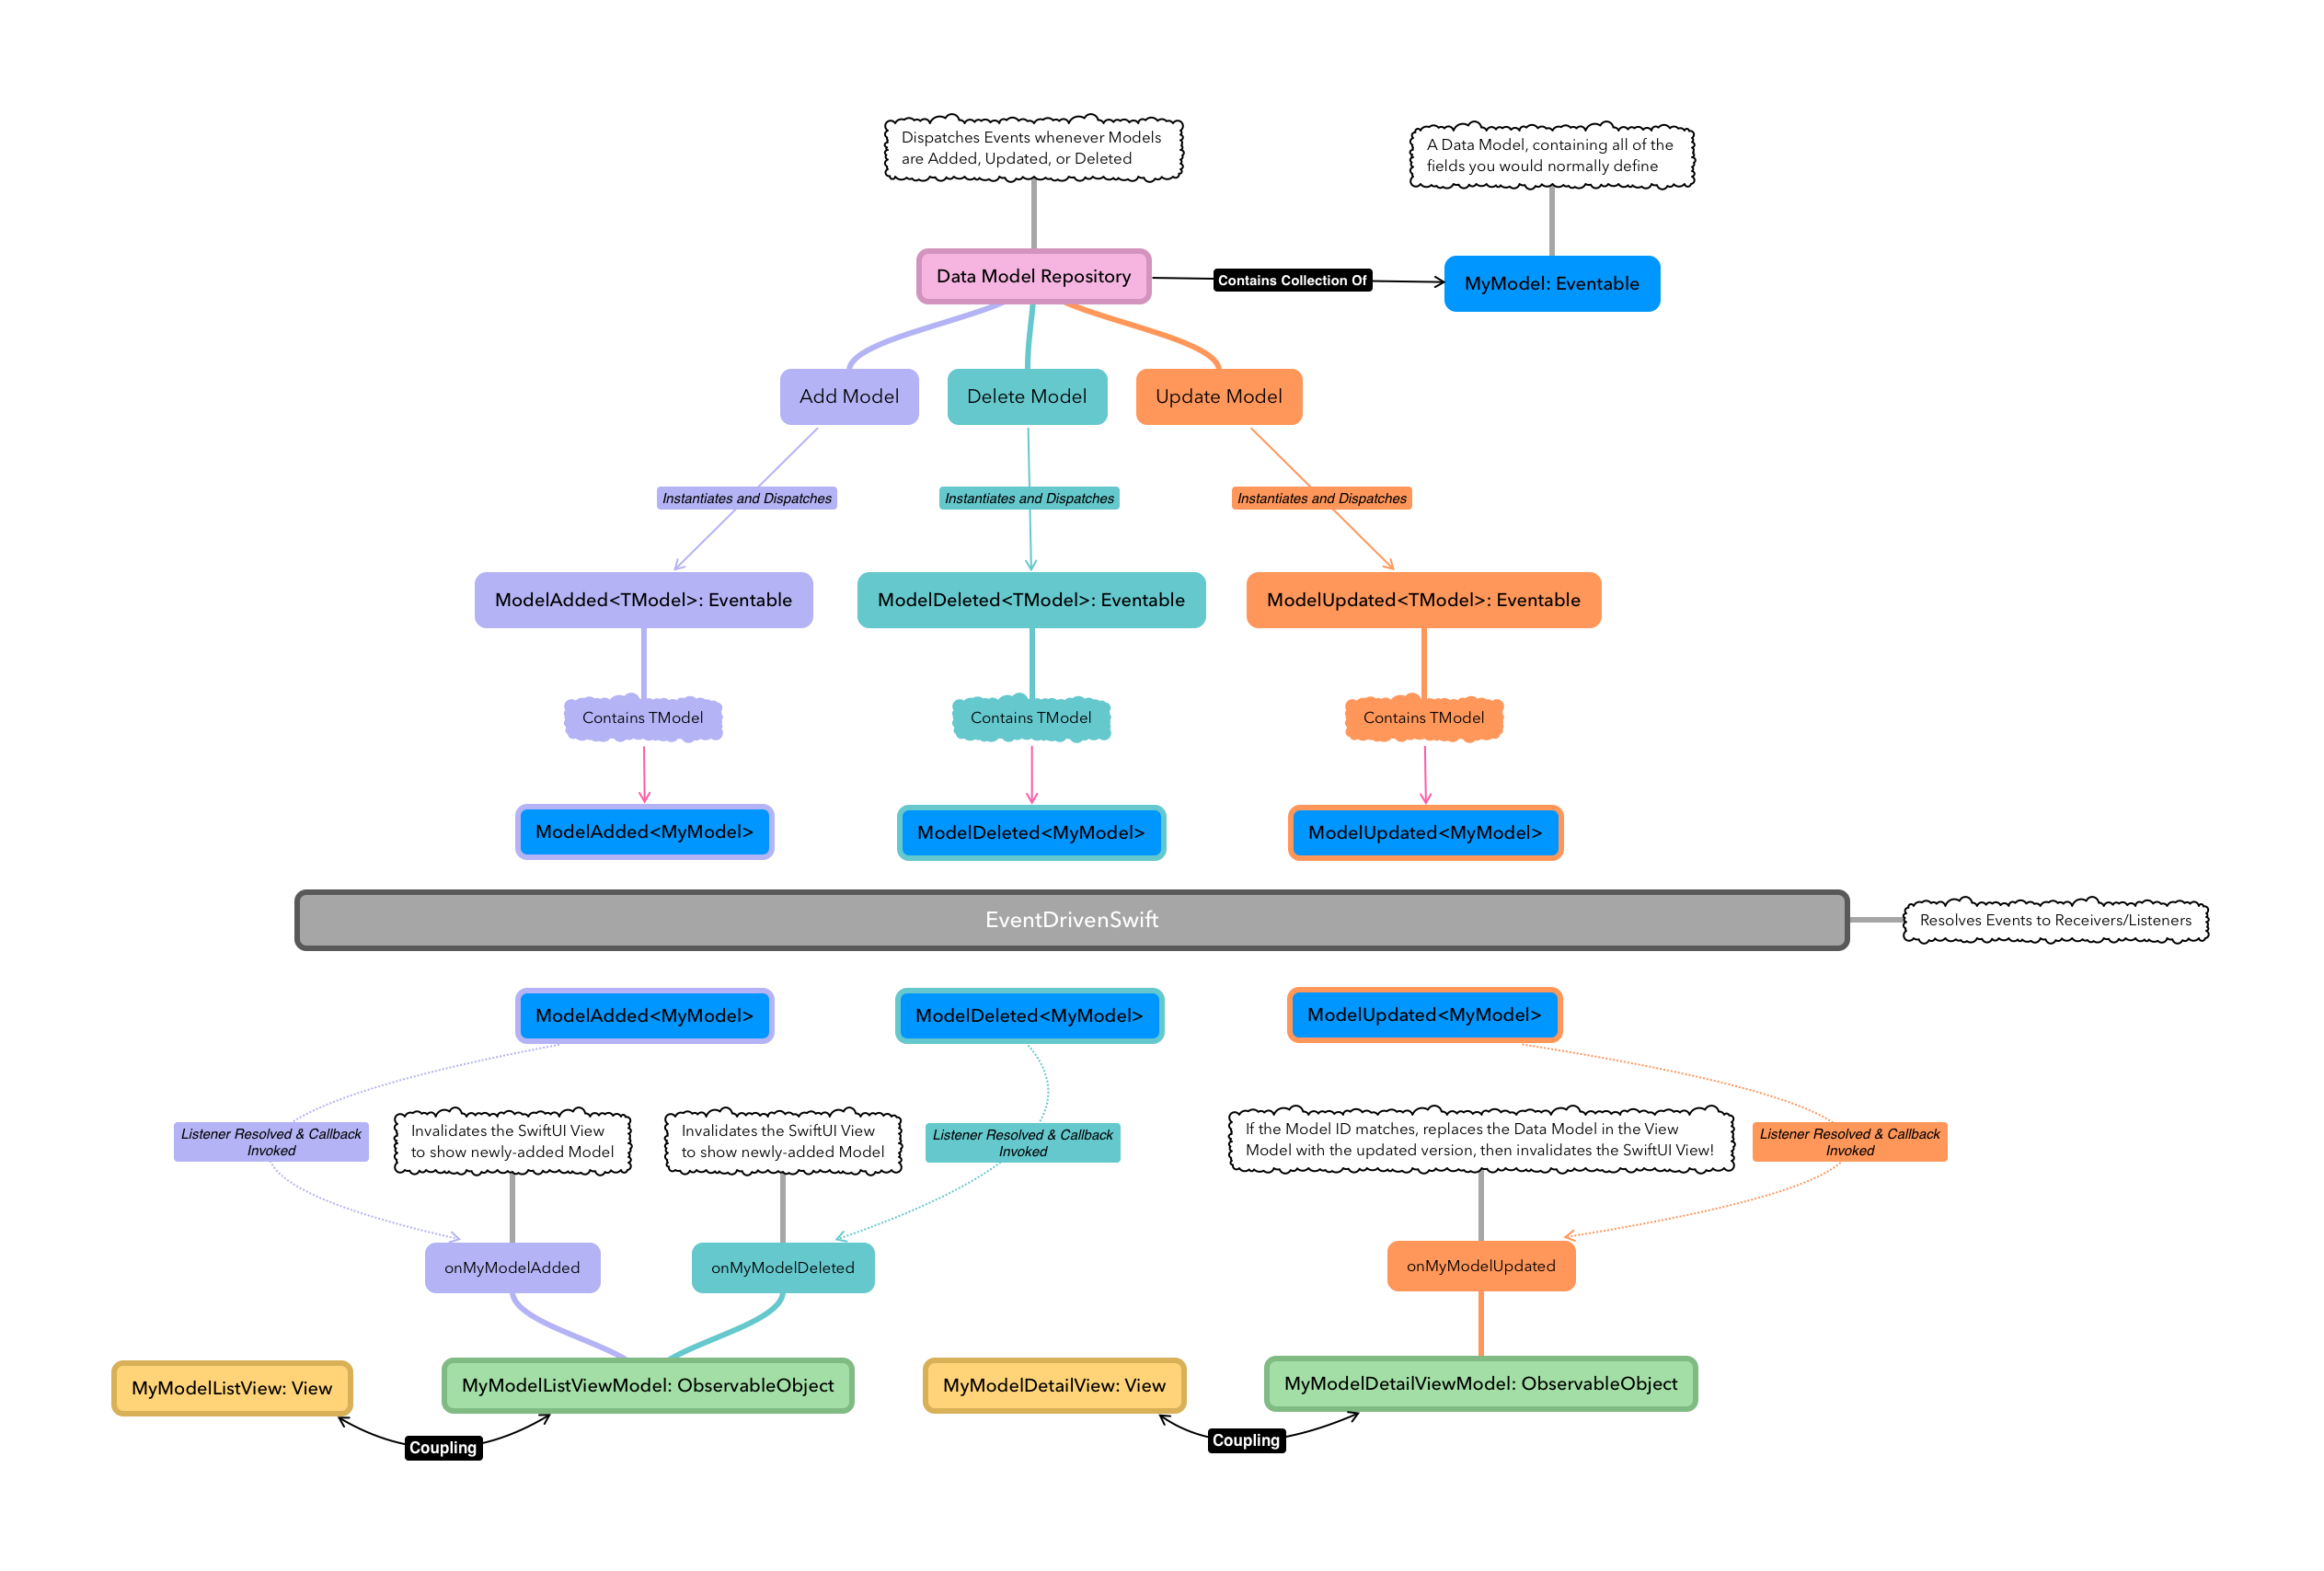 Dispatches Events whenever Models
are Added, Updated, or Deleted
A Data Model, containing all of the
fields you would normally define
Data Model Repository
Contains Collection Of
MyModel: Eventable
Add Model
Delete Model
Update Model
Instantiates and Dispatches
Instantiates and Dispatches
Instantiates and Dispatches
ModelAdded<TModel>: Eventable
ModelDeleted<TModel>: Eventable
ModelUpdated<TModel>: Eventable
Contains TModel
Contains TModel
Contains TModel
ModelAdded<MyModel>
ModelDeleted<MyModel>
ModelUpdated<MyModel>
EventDrivenSwift
Resolves Events to Receivers/Listeners
ModelAdded<MyModel>
ModelDeleted<MyModel>
ModelUpdated<MyModel>
Listener Resolved & Callback
Invoked
Invalidates the SwiftUI View
to show newly-added Model
Invalidates the SwiftUI View
to show newly-added Model
Listener Resolved & Callback
Invoked
If the Model ID matches, replaces the Data Model in the View
Model with the updated version, then invalidates the SwiftUI View!
Listener Resolved & Callback
Invoked
onMyModelAdded
onMyModelDeleted
onMyModelUpdated
MyModelListView: View
MyModelListViewModel: ObservableObject
MyModelDetailView: View
MyModelDetailViewModel: ObservableObject
Coupling
Coupling